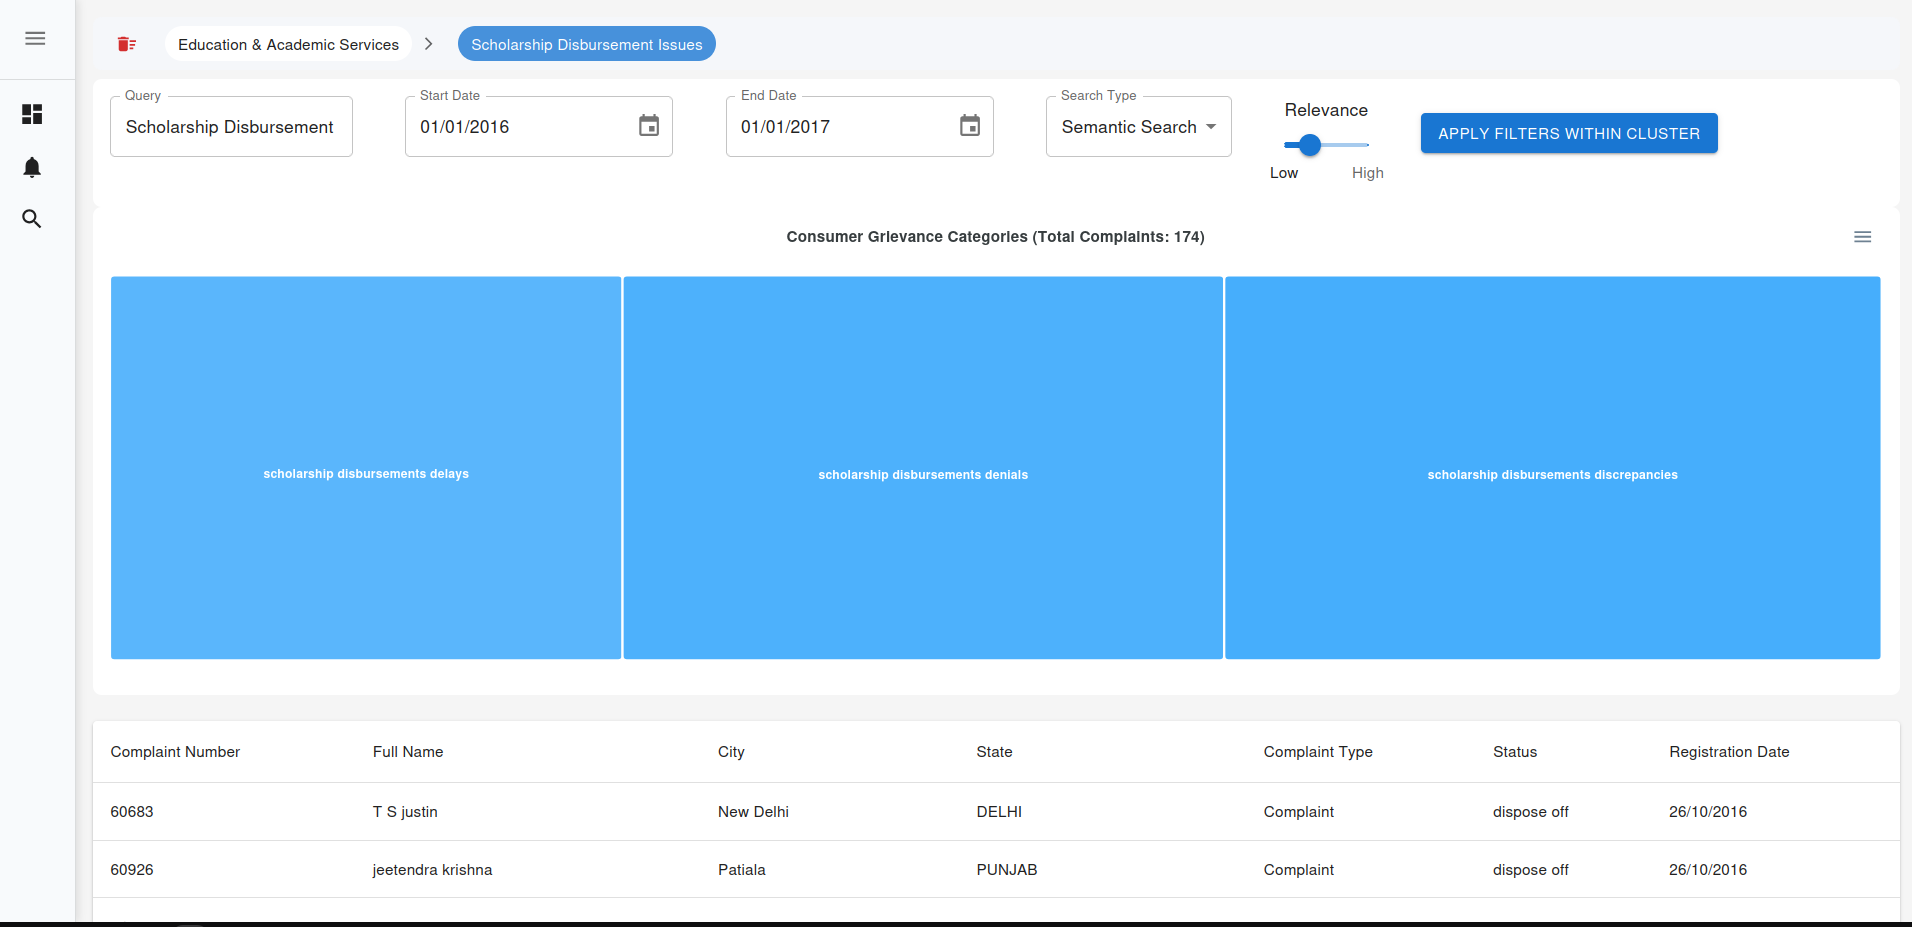 Education & Academic Services
Scholarship Disbursement Issues
Query
Scholarship Disbursement
Start Date
01/01/2016
End Date
01/01/2017
Search Type
Semantic Search
Relevance
Low High
APPLY FILTERS WITHIN CLUSTER
Consumer Grievance Categories (Total Complaints: 174)
scholarship disbursements delays
scholarship disbursements denials
scholarship disbursements discrepancies
Complaint Number Full Name City State Complaint Type Status Registration Date
60683 T S justin New Delhi DELHI Complaint dispose off 26/10/2016
60926 jeetendra krishna Patiala PUNJAB Complaint dispose off 26/10/2016